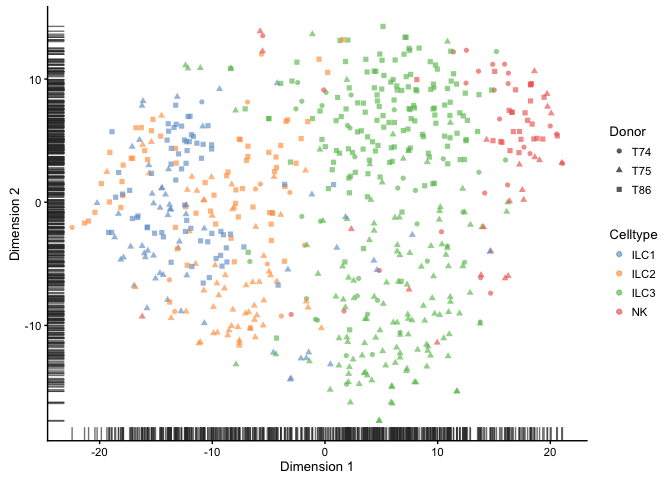 10
0
-10
Dimension 2
-20
-10
0
10
20
Dimension 1
Donor
T74
T75
T86
Celltype
ILC1
ILC2
ILC3
NK